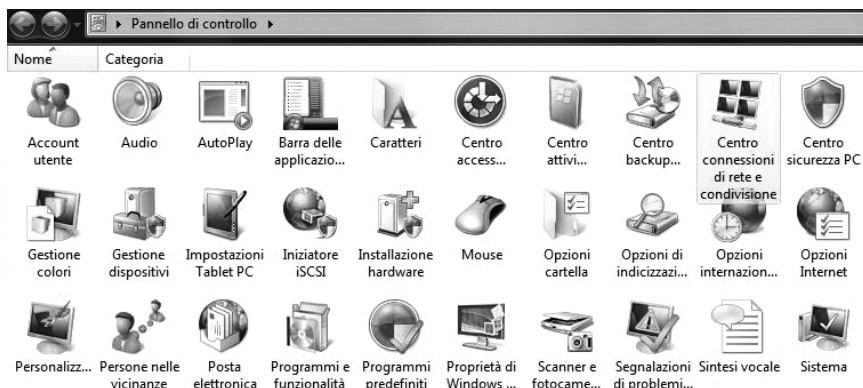 Pannello di controllo
Nome Categoria
Account utente
Audio
AutoPlay
Barra delle applicazio...
Caratteri
Centro access...
Centro attivi...
Centro backup...
Centro connessioni di rete e condivisione
Centro sicurezza PC
Gestione colori
Gestione dispositivi
Impostazioni Tablet PC
Iniziatore iSCSI
Installazione hardware
Mouse
Opzioni cartella
Opzioni di indicizzazi...
Opzioni internazion...
Opzioni Internet
Personalizz...
Persone nelle vicinanze
Posta elettronica
Programmi e funzionalità
Programmi predefiniti
Proprietà di Windows ...
Scanner e fotocame...
Segnalazioni di problemi...
Sintesi vocale
Sistema